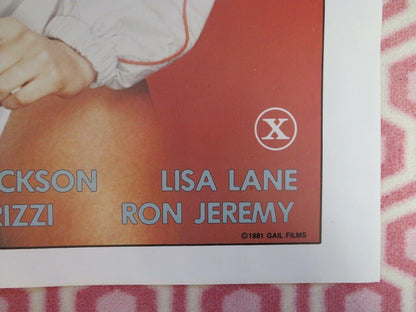 X
CKSON LISA LANE
RIZZI RON JEREMY
©1981 GAIL FILMS